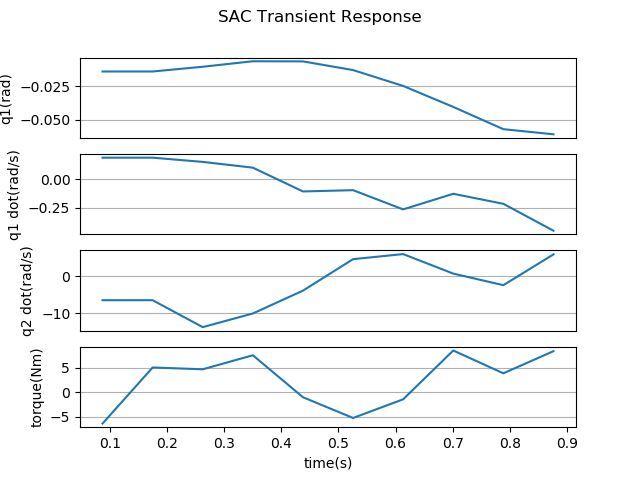 SAC Transient Response
q1(rad)
−0.025
−0.050
q1 dot(rad/s)
0.00
−0.25
q2 dot(rad/s)
0
−10
torque(Nm)
5
0
−5
0.1 0.2 0.3 0.4 0.5 0.6 0.7 0.8 0.9
time(s)